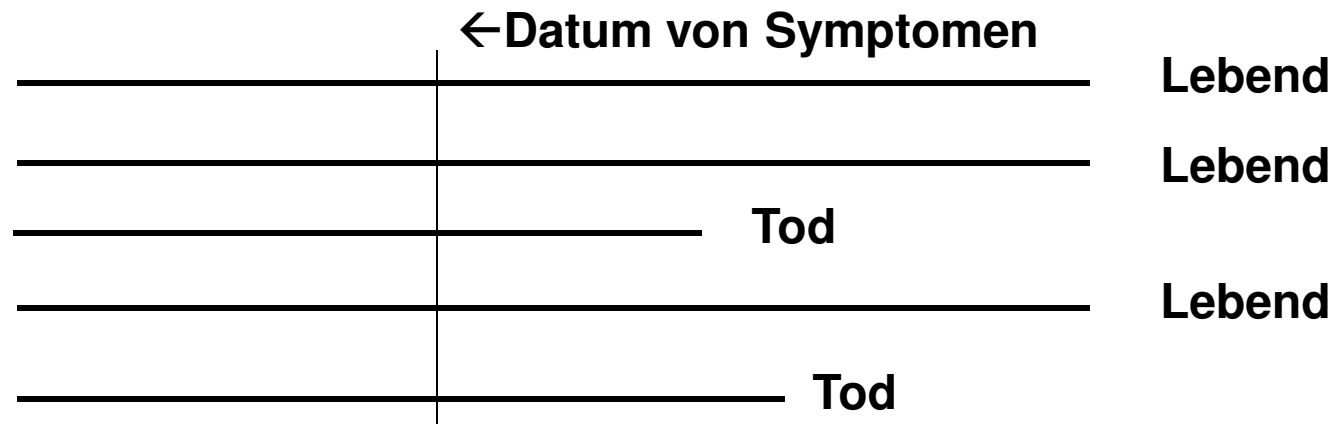 ←Datum von Symptomen
Lebend
Lebend
Tod
Lebend
Tod